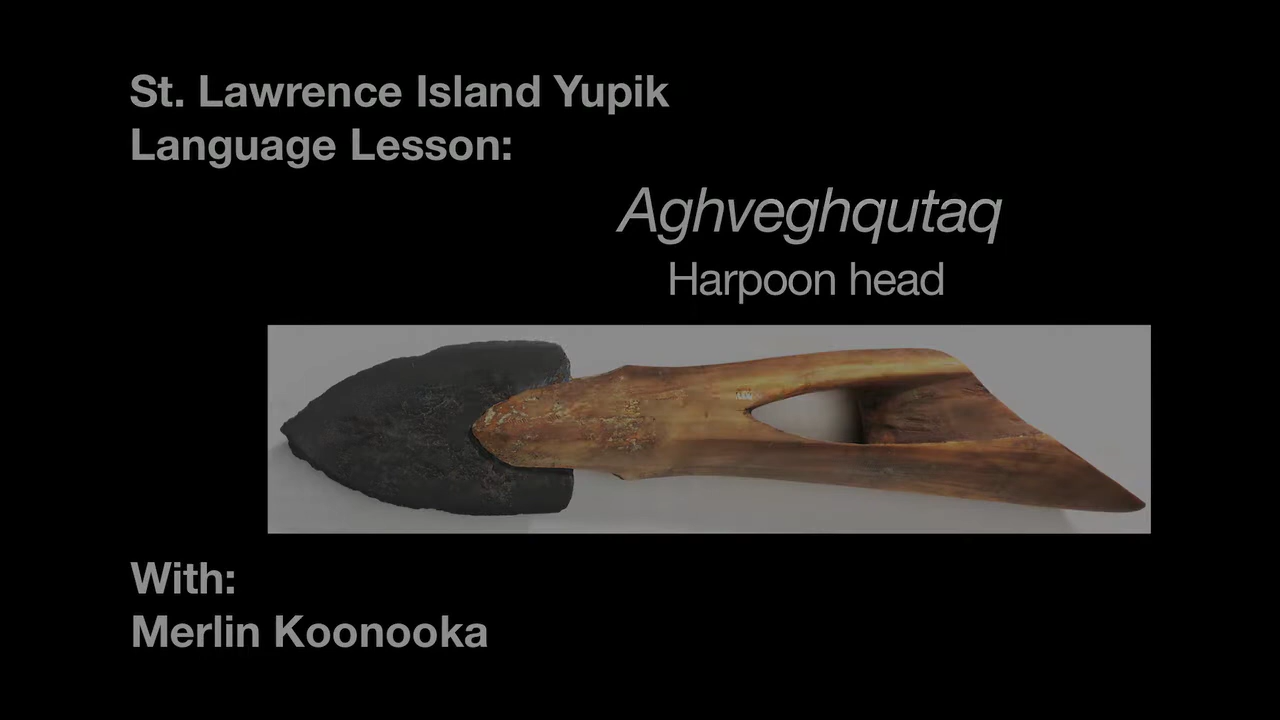 St. Lawrence Island Yupik
Language Lesson:
Aghveghqutaq
Harpoon head
With:
Merlin Koonooka